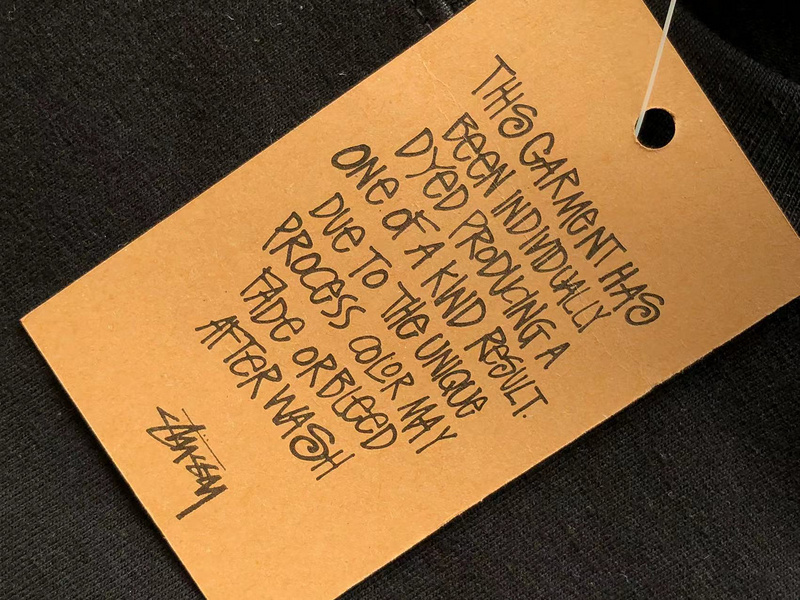 THIS GARMENT HAS
BEEN INDIVIDUALLY
DYED PRODUCING A
ONE OF A KIND RESULT.
DUE TO THE UNIQUE
PROCESS COLOR MAY
FADE OR BLEED
AFTER WASH
STÜSSY